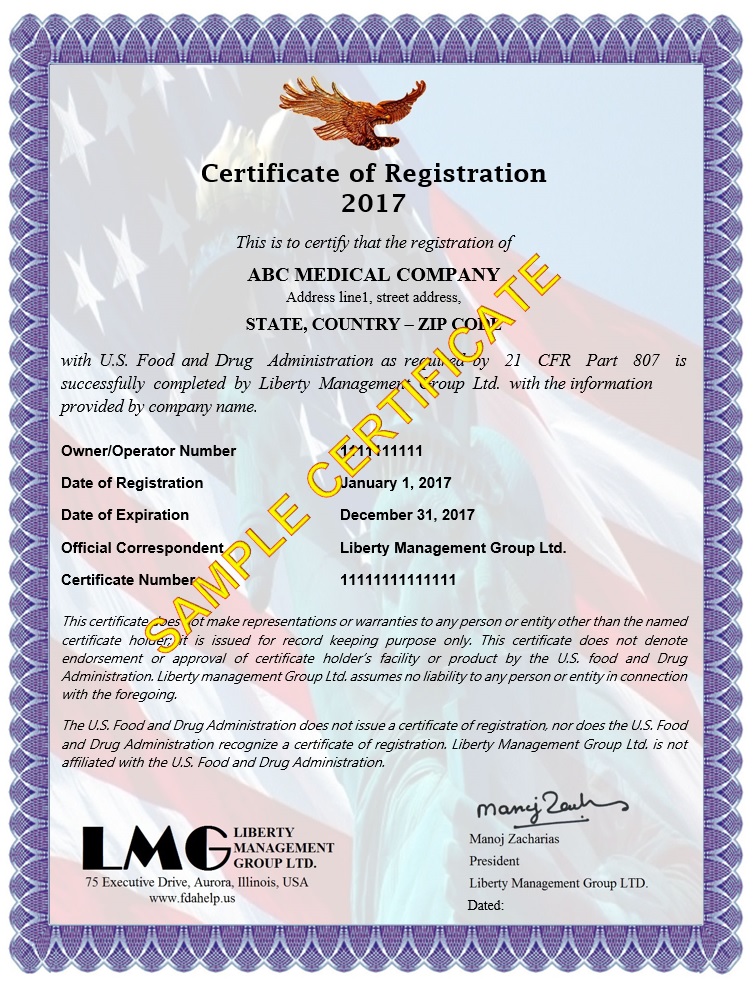 Certificate of Registration
2017
This is to certify that the registration of
ABC MEDICAL COMPANY
Address line1, street address,
STATE, COUNTRY – ZIP CODE
with U.S. Food and Drug Administration as required by 21 CFR Part 807 is
successfully completed by Liberty Management Group Ltd. with the information
provided by company name.
Owner/Operator Number 1111111111
Date of Registration January 1, 2017
Date of Expiration December 31, 2017
Official Correspondent Liberty Management Group Ltd.
Certificate Number 11111111111111
SAMPLE CERTIFICATE
This certificate does not make representations or warranties to any person or entity other than the named
certificate holder; it is issued for record keeping purpose only. This certificate does not denote
endorsement or approval of certificate holder's facility or product by the U.S. food and Drug
Administration. Liberty management Group Ltd. assumes no liability to any person or entity in connection
with the foregoing.
The U.S. Food and Drug Administration does not issue a certificate of registration, nor does the U.S. Food
and Drug Administration recognize a certificate of registration. Liberty Management Group Ltd. is not
affiliated with the U.S. Food and Drug Administration.
LMG LIBERTY
MANAGEMENT
GROUP LTD.
75 Executive Drive, Aurora, Illinois, USA
www.fdahelp.us
Manoj Zach
Manoj Zacharias
President
Liberty Management Group LTD.
Dated: